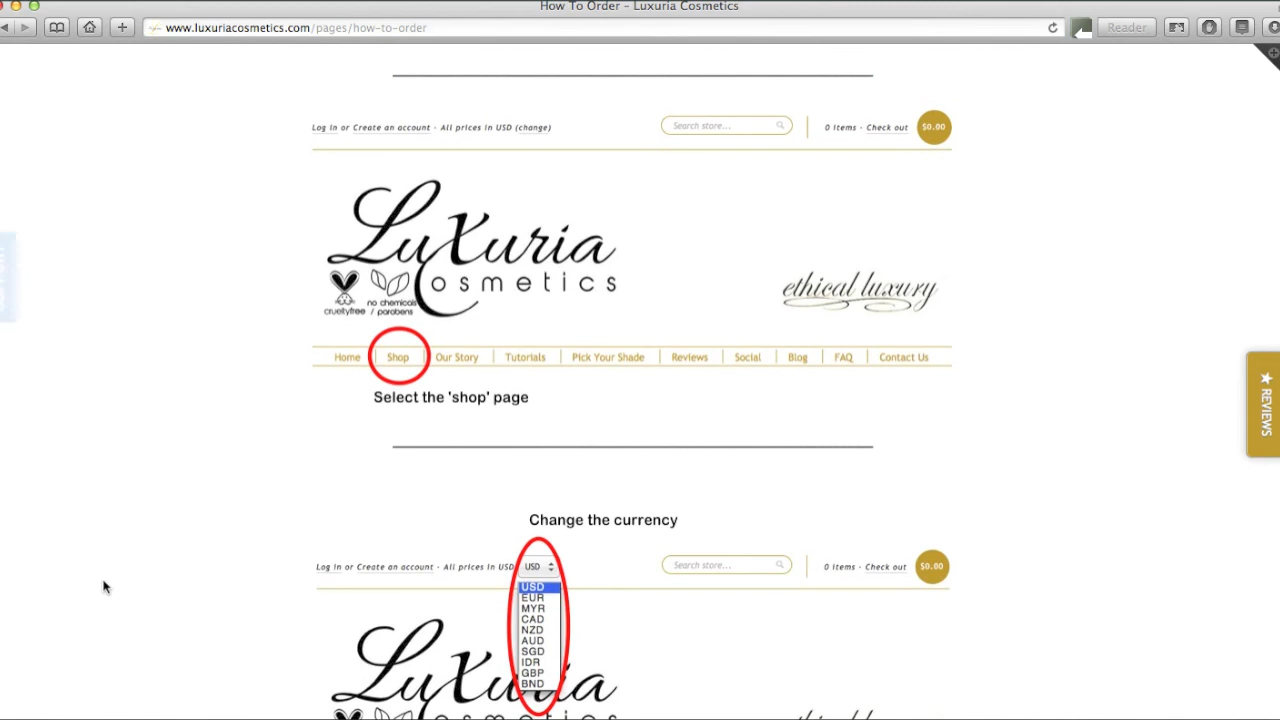 How To Order – Luxuria Cosmetics
www.luxuriacosmetics.com/pages/how-to-order
Reader
Log in or Create an account - All prices in USD (change)
Search store...
0 items - Check out
$0.00
Luxuria
Cosmetics
crueltyfree
no chemicals
/ parabens
ethical luxury
Home
Shop
Our Story
Tutorials
Pick Your Shade
Reviews
Social
Blog
FAQ
Contact Us
Select the 'shop' page
★ REVIEWS
Change the currency
Log in or Create an account - All prices in USD
USD
Search store...
0 items - Check out
$0.00
USD
EUR
MYR
CAD
NZD
AUD
SGD
IDR
GBP
BND
Luxuria